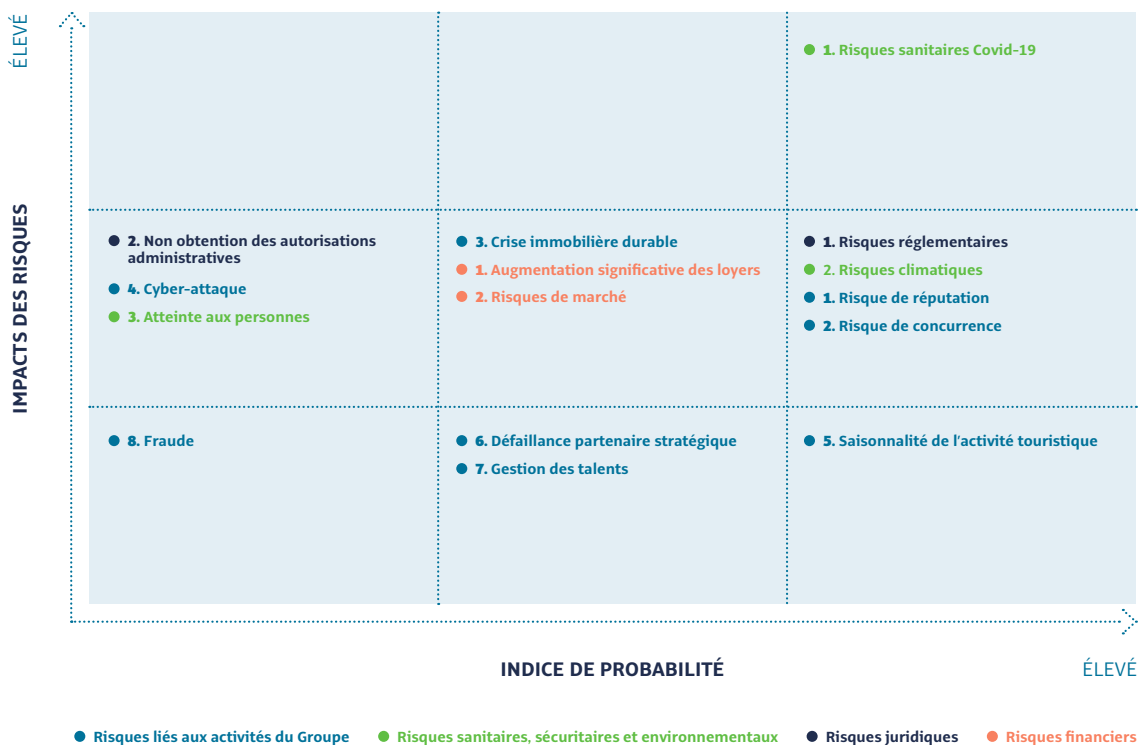 ÉLEVÉ
IMPACTS DES RISQUES
1. Risques sanitaires Covid-19
2. Non obtention des autorisations
administratives
4. Cyber-attaque
3. Atteinte aux personnes
3. Crise immobilière durable
1. Augmentation significative des loyers
2. Risques de marché
1. Risques réglementaires
2. Risques climatiques
1. Risque de réputation
2. Risque de concurrence
8. Fraude
6. Défaillance partenaire stratégique
7. Gestion des talents
5. Saisonnalité de l'activité touristique
INDICE DE PROBABILITÉ
ÉLEVÉ
Risques liés aux activités du Groupe
Risques sanitaires, sécuritaires et environnementaux
Risques juridiques
Risques financiers